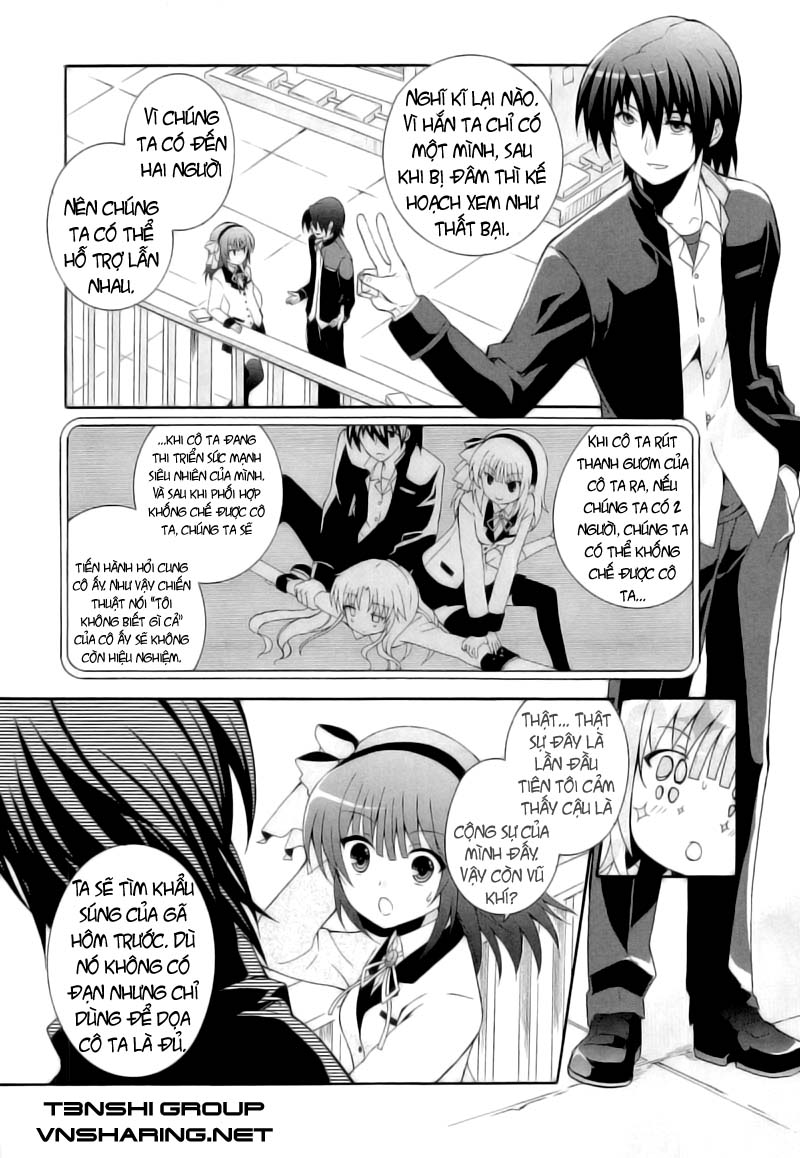 NGHĨ KĨ LẠI NÀO.
VÌ HẮN TA CHỈ CÓ
MỘT MÌNH, SAU
KHI BỊ ĐÂM THÌ KẾ
HOẠCH XEM NHƯ
THẤT BẠI.
VÌ CHÚNG
TA CÓ ĐẾN
HAI NGƯỜI
NÊN CHÚNG
TA CÓ THỂ
HỖ TRỢ LẪN
NHAU.
KHI CÔ TA RÚT
THANH GƯƠM CỦA
CÔ TA RA, NẾU
CHÚNG TA CÓ 2
NGƯỜI, CHÚNG TA
CÓ THỂ KHỐNG
CHẾ ĐƯỢC CÔ
TA...
...KHI CÔ TA ĐANG
THI TRIỂN SỨC MẠNH
SIÊU NHIÊN CỦA MÌNH.
VÀ SAU KHI PHỐI HỢP
KHỐNG CHẾ ĐƯỢC CÔ
TA, CHÚNG TA SẼ
TIẾN HÀNH HỎI CUNG
CÔ ẤY. NHƯ VẬY CHIẾN
THUẬT NÓI "TÔI
KHÔNG BIẾT GÌ CẢ"
CỦA CÔ ẤY SẼ KHÔNG
CÒN HIỆU NGHIỆM.
THẬT... THẬT
SỰ ĐÂY LÀ
LẦN ĐẦU
TIÊN TÔI CẢM
THẤY CẬU LÀ
CỘNG SỰ CỦA
MÌNH ĐẤY.
VẬY CÒN VŨ
KHÍ?
TA SẼ TÌM KHẨU
SÚNG CỦA GÃ
HÔM TRƯỚC. DÙ
NÓ KHÔNG CÓ
ĐẠN NHƯNG CHỈ
DÙNG ĐỂ DỌA
CÔ TA LÀ ĐỦ.
T3NSHI GROUP
VNSHARING.NET